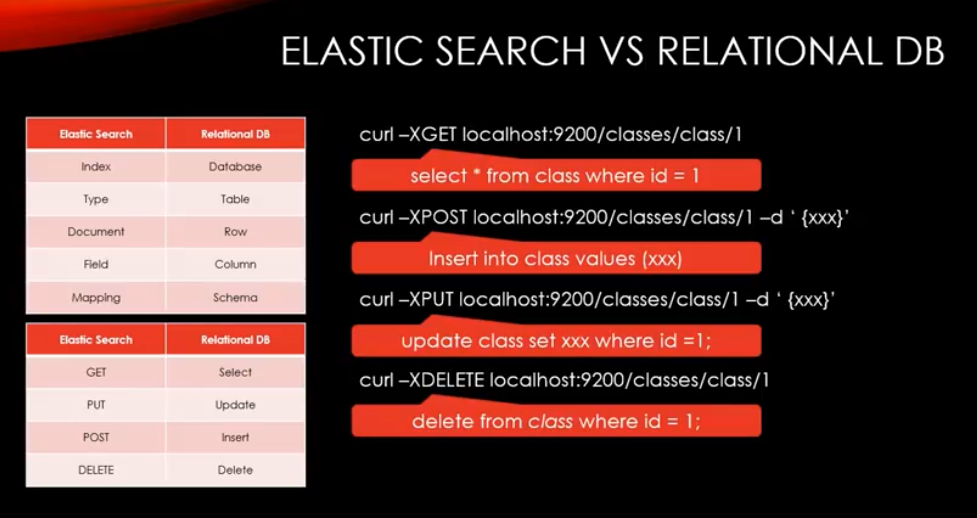 ELASTIC SEARCH VS RELATIONAL DB
Elastic Search Relational DB
Index Database
Type Table
Document Row
Field Column
Mapping Schema
Elastic Search Relational DB
GET Select
PUT Update
POST Insert
DELETE Delete
curl –XGET localhost:9200/classes/class/1
select * from class where id = 1
curl –XPOST localhost:9200/classes/class/1 –d ‘ {xxx}’
Insert into class values (xxx)
curl –XPUT localhost:9200/classes/class/1 –d ‘ {xxx}’
update class set xxx where id =1;
curl –XDELETE localhost:9200/classes/class/1
delete from class where id = 1;